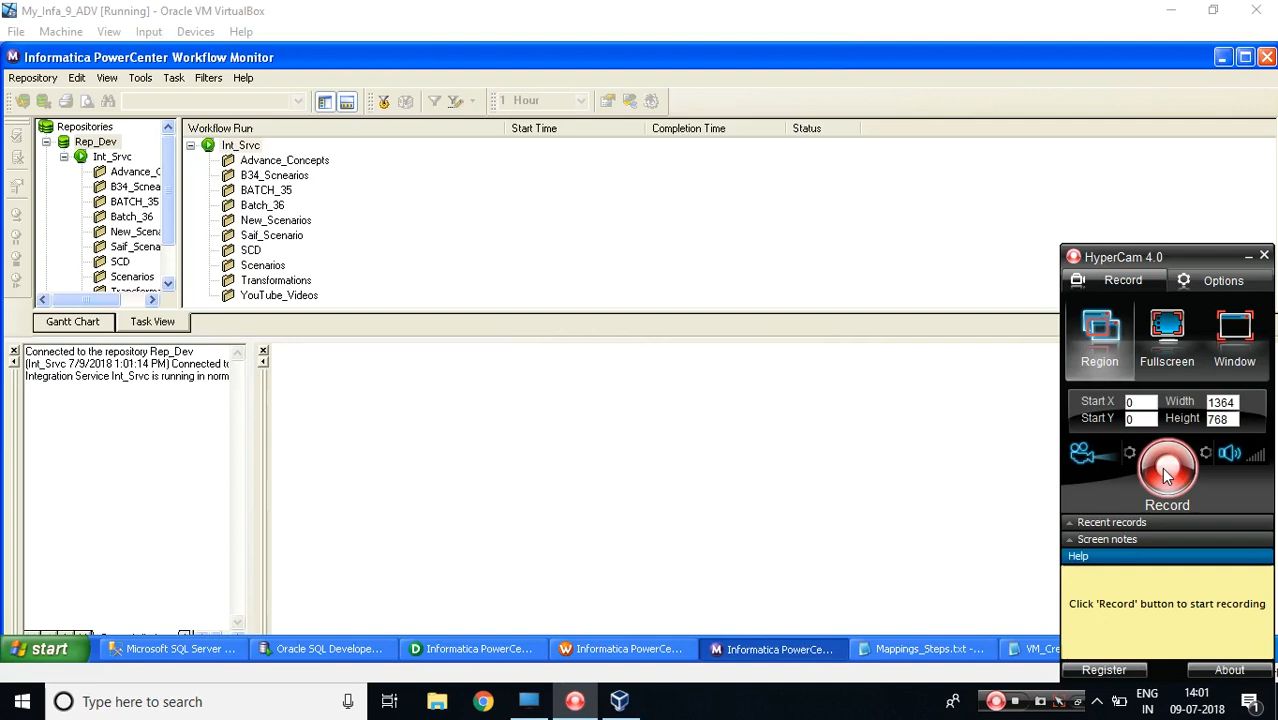 My_Infa_9_ADV [Running] - Oracle VM VirtualBox
File Machine View Input Devices Help
Informatica PowerCenter Workflow Monitor
Repository Edit View Tools Task Filters Help
1 Hour
Repositories
Rep_Dev
Int_Srvc
Advance_C
B34_Scnea
BATCH_35
Batch_36
New_Scena
Saif_Scena
SCD
Scenarios
Workflow Run Start Time Completion Time Status
Int_Srvc
Advance_Concepts
B34_Scnearios
BATCH_35
Batch_36
New_Scenarios
Saif_Scenario
SCD
Scenarios
Transformations
YouTube_Videos
Gantt Chart Task View
Connected to the repository Rep_Dev
[Int_Srvc 7/9/2018 1:01:14 PM] Connected to
Integration Service Int_Srvc is running in norm
HyperCam 4.0
Record Options
Region Fullscreen Window
Start X 0 Width 1364
Start Y 0 Height 768
Record
Recent records
Screen notes
Help
Click 'Record' button to start recording
Register About
start Microsoft SQL Server ... Oracle SQL Develope... Informatica PowerCe... Informatica PowerCe... Informatica PowerCe... Mappings_Steps.txt -... VM_Cre
Type here to search
ENG
IN
14:01
09-07-2018
1